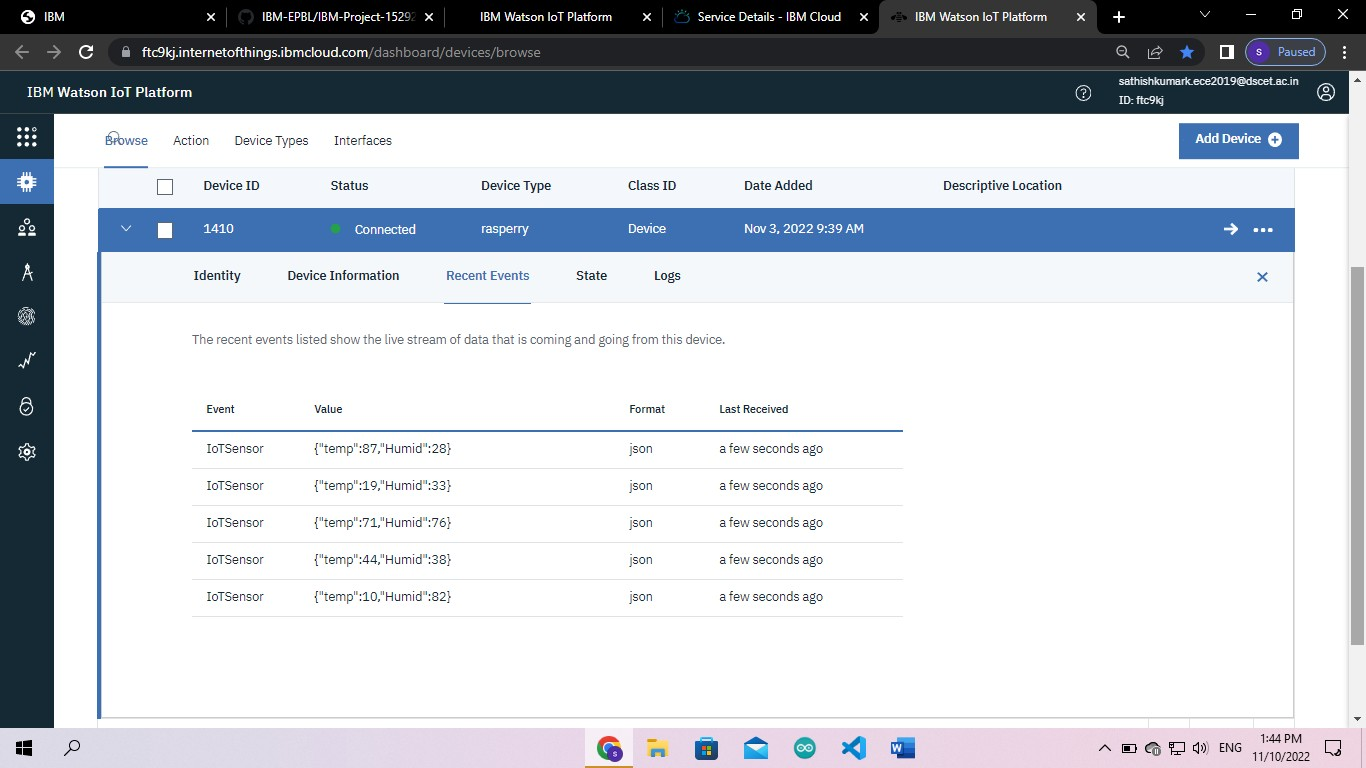 IBM
IBM-EPBL/IBM-Project-15292
IBM Watson IoT Platform
Service Details - IBM Cloud
IBM Watson IoT Platform
ftc9kj.internetofthings.ibmcloud.com/dashboard/devices/browse
S Paused
IBM Watson IoT Platform
sathishkumark.ece2019@dscet.ac.in
ID: ftc9kj
Browse Action Device Types Interfaces
Add Device
Device ID Status Device Type Class ID Date Added Descriptive Location
1410 Connected rasperry Device Nov 3, 2022 9:39 AM
Identity Device Information Recent Events State Logs
The recent events listed show the live stream of data that is coming and going from this device.
Event Value Format Last Received
IoTSensor {"temp":87,"Humid":28} json a few seconds ago
IoTSensor {"temp":19,"Humid":33} json a few seconds ago
IoTSensor {"temp":71,"Humid":76} json a few seconds ago
IoTSensor {"temp":44,"Humid":38} json a few seconds ago
IoTSensor {"temp":10,"Humid":82} json a few seconds ago
ENG
1:44 PM
11/10/2022